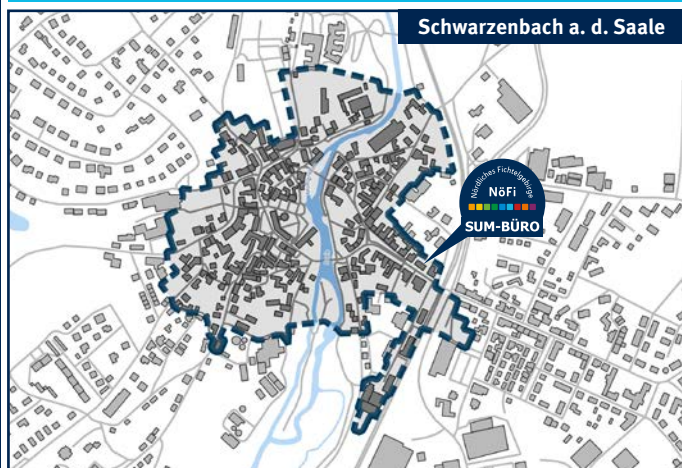 Schwarzenbach a. d. Saale
Nördliches Fichtelgebirge
NöFi
SUM-BÜRO